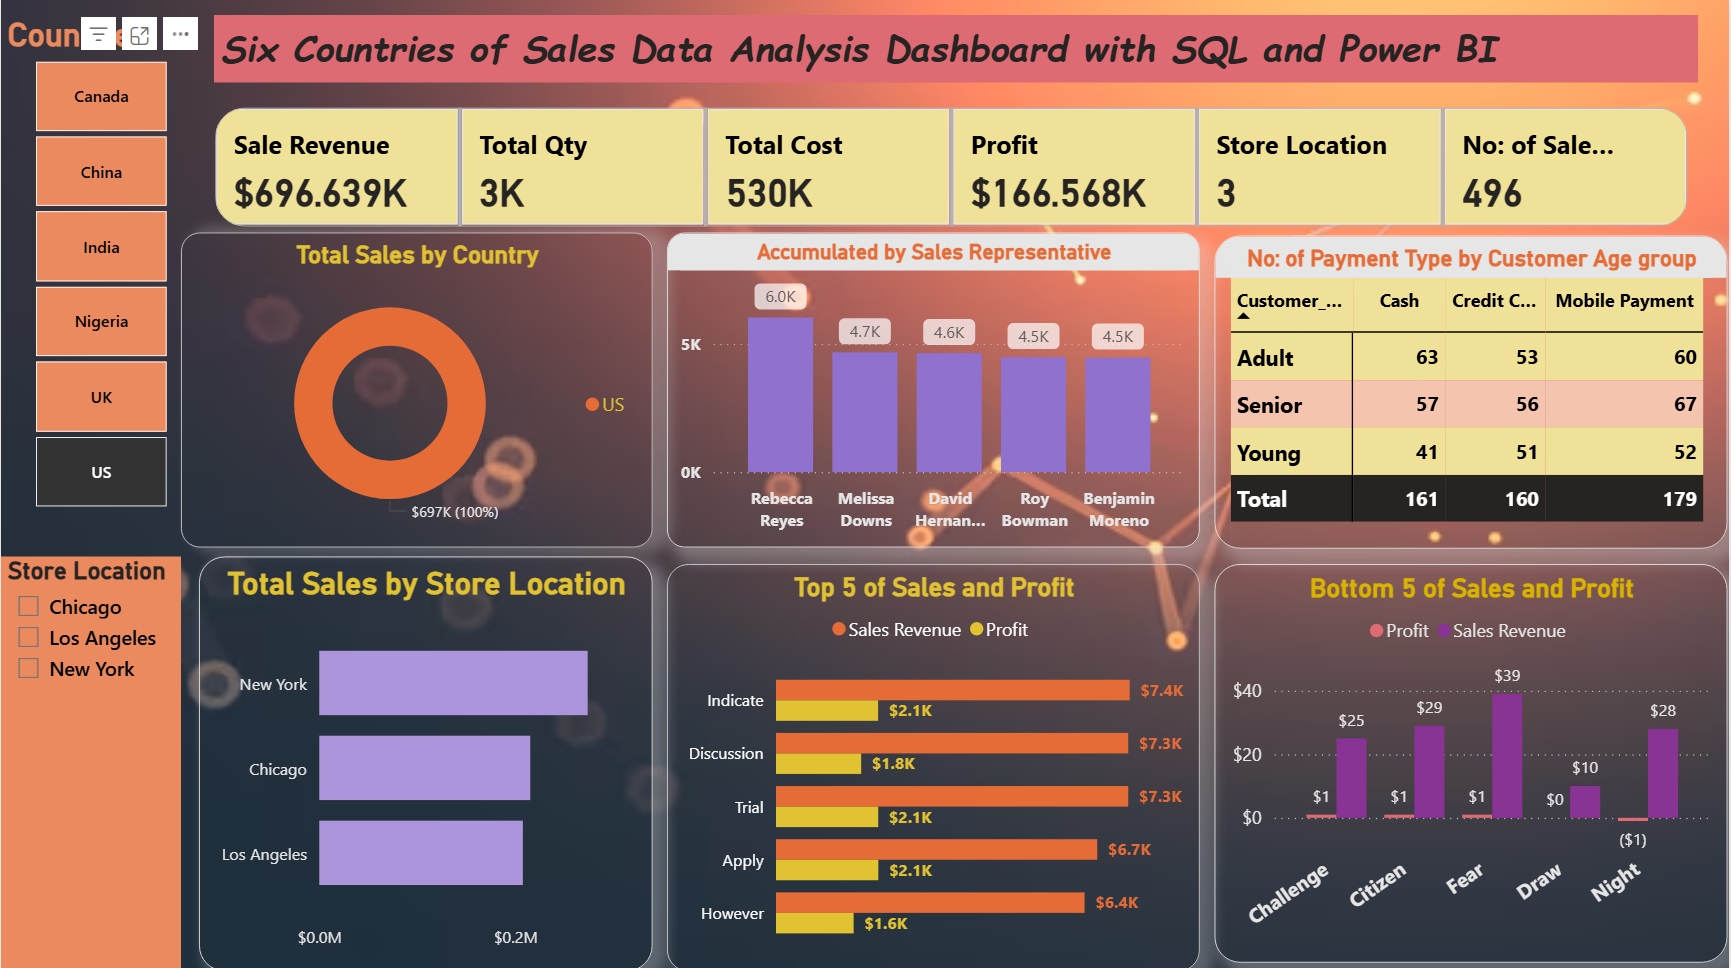 Six Countries of Sales Data Analysis Dashboard with SQL and Power BI
Canada
China
India
Nigeria
UK
US
Sale Revenue
$696.639K
Total Qty
3K
Total Cost
530K
Profit
$166.568K
Store Location
3
No: of Sale...
496
Total Sales by Country
US
$697K (100%)
Accumulated by Sales Representative
6.0K
4.7K
4.6K
4.5K
4.5K
5K
0K
Rebecca
Reyes
Melissa
Downs
David
Hernan...
Roy
Bowman
Benjamin
Moreno
No: of Payment Type by Customer Age group
Customer_... Cash Credit C... Mobile Payment
Adult 63 53 60
Senior 57 56 67
Young 41 51 52
Total 161 160 179
Store Location
Chicago
Los Angeles
New York
Total Sales by Store Location
New York
Chicago
Los Angeles
$0.0M $0.2M
Top 5 of Sales and Profit
Sales Revenue Profit
Indicate $7.4K
$2.1K
Discussion $7.3K
$1.8K
Trial $7.3K
$2.1K
Apply $6.7K
$2.1K
However $6.4K
$1.6K
Bottom 5 of Sales and Profit
Profit Sales Revenue
$40
$20
$0
$1 $25
$1 $29
$1 $39
$0 $10
($1) $28
Challenge
Citizen
Fear
Draw
Night